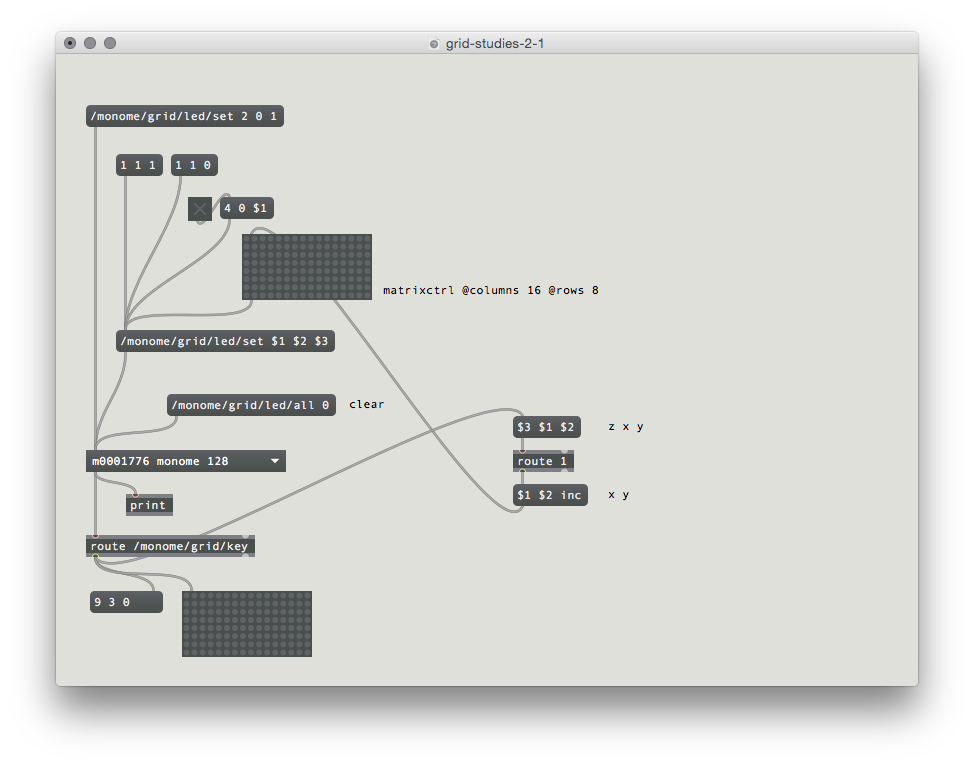 grid-studies-2-1
/monome/grid/led/set 2 0 1
1 1 1
1 1 0
4 0 $1
matrixctrl @columns 16 @rows 8
/monome/grid/led/set $1 $2 $3
/monome/grid/led/all 0
clear
$3 $1 $2
z x y
m0001776 monome 128
route 1
$1 $2 inc
x y
print
route /monome/grid/key
9 3 0